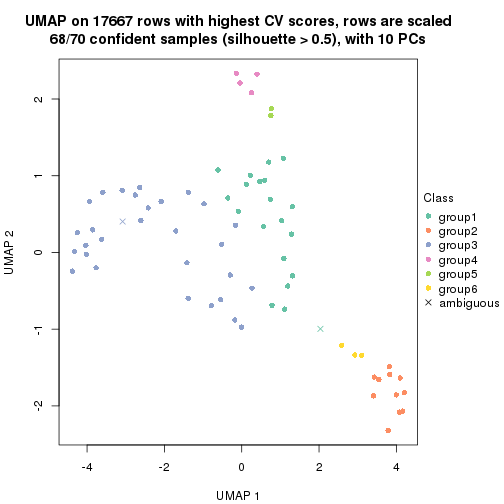 UMAP on 17667 rows with highest CV scores, rows are scaled
68/70 confident samples (silhouette > 0.5), with 10 PCs
2
1
0
-1
-2
UMAP 2
-4
-2
0
2
4
UMAP 1
Class
group1
group2
group3
group4
group5
group6
ambiguous